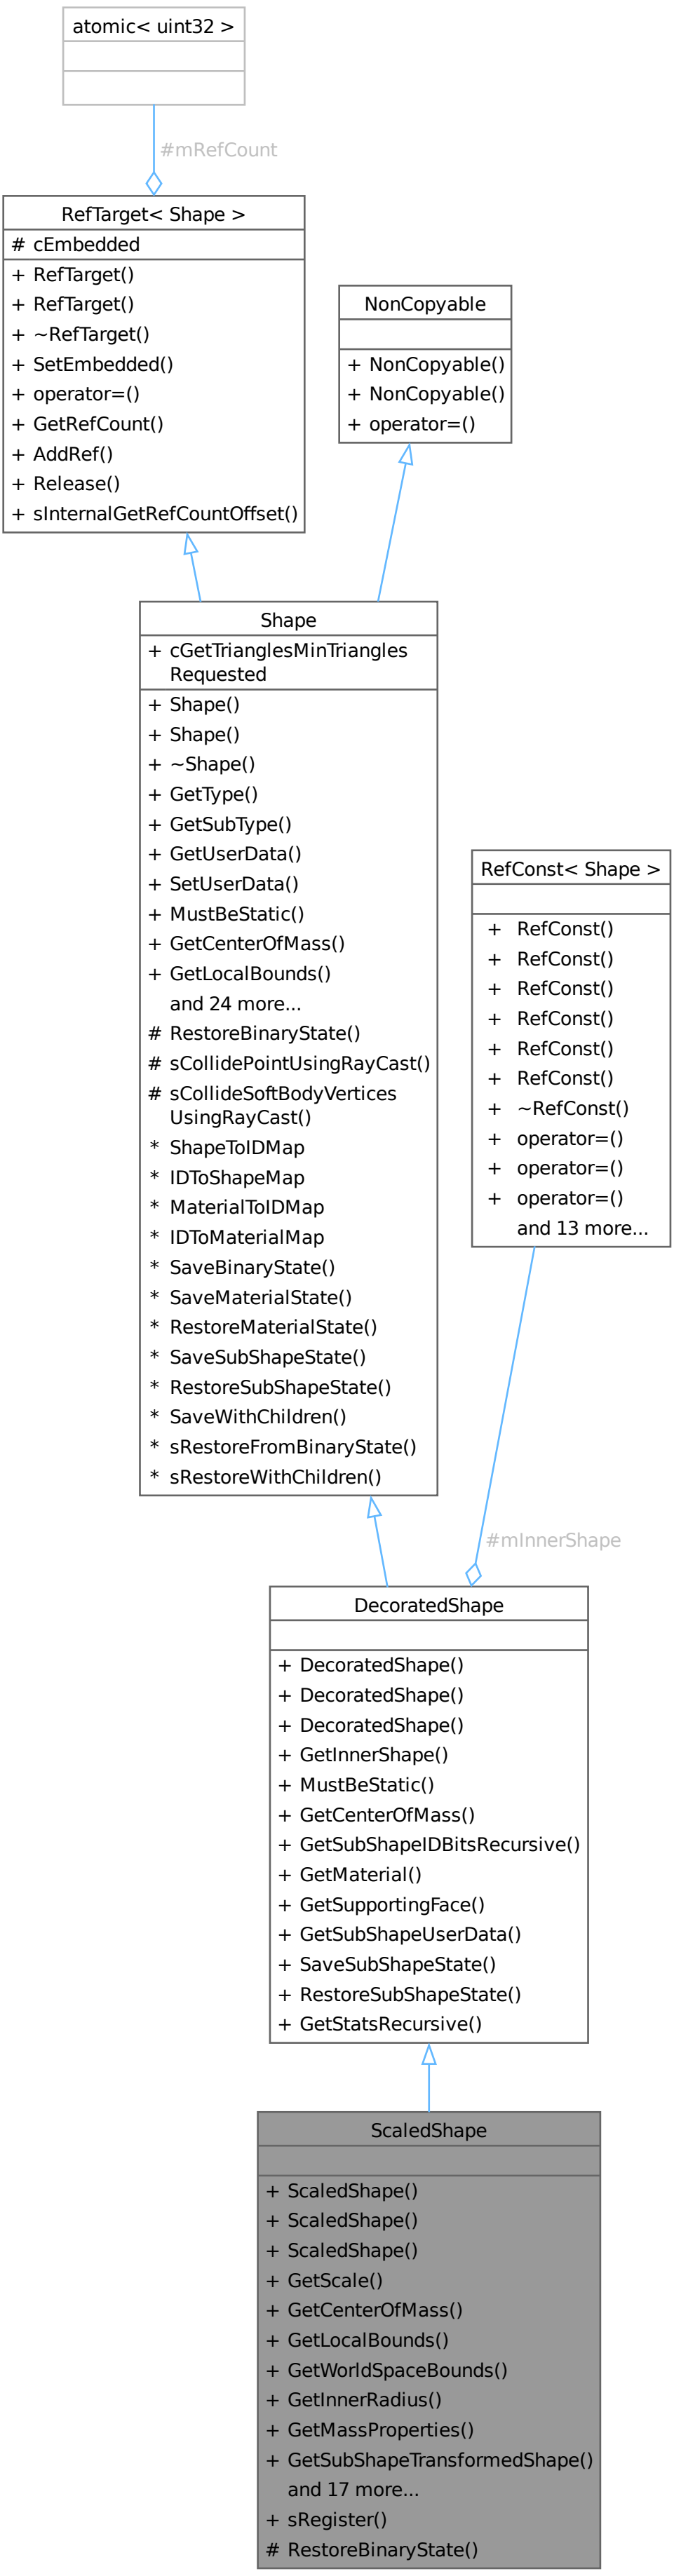 atomic< uint32 >
#mRefCount
RefTarget< Shape >
# cEmbedded
+ RefTarget()
+ RefTarget()
+ ~RefTarget()
+ SetEmbedded()
+ operator=()
+ GetRefCount()
+ AddRef()
+ Release()
+ sInternalGetRefCountOffset()
NonCopyable
+ NonCopyable()
+ NonCopyable()
+ operator=()
Shape
+ cGetTrianglesMinTriangles
Requested
+ Shape()
+ Shape()
+ ~Shape()
+ GetType()
+ GetSubType()
+ GetUserData()
+ SetUserData()
+ MustBeStatic()
+ GetCenterOfMass()
+ GetLocalBounds()
and 24 more...
# RestoreBinaryState()
# sCollidePointUsingRayCast()
# sCollideSoftBodyVertices
UsingRayCast()
* ShapeToIDMap
* IDToShapeMap
* MaterialToIDMap
* IDToMaterialMap
* SaveBinaryState()
* SaveMaterialState()
* RestoreMaterialState()
* SaveSubShapeState()
* RestoreSubShapeState()
* SaveWithChildren()
* sRestoreFromBinaryState()
* sRestoreWithChildren()
RefConst< Shape >
+ RefConst()
+ RefConst()
+ RefConst()
+ RefConst()
+ RefConst()
+ RefConst()
+ ~RefConst()
+ operator=()
+ operator=()
+ operator=()
and 13 more...
#mInnerShape
DecoratedShape
+ DecoratedShape()
+ DecoratedShape()
+ DecoratedShape()
+ GetInnerShape()
+ MustBeStatic()
+ GetCenterOfMass()
+ GetSubShapeIDBitsRecursive()
+ GetMaterial()
+ GetSupportingFace()
+ GetSubShapeUserData()
+ SaveSubShapeState()
+ RestoreSubShapeState()
+ GetStatsRecursive()
ScaledShape
+ ScaledShape()
+ ScaledShape()
+ ScaledShape()
+ GetScale()
+ GetCenterOfMass()
+ GetLocalBounds()
+ GetWorldSpaceBounds()
+ GetInnerRadius()
+ GetMassProperties()
+ GetSubShapeTransformedShape()
and 17 more...
+ sRegister()
# RestoreBinaryState()